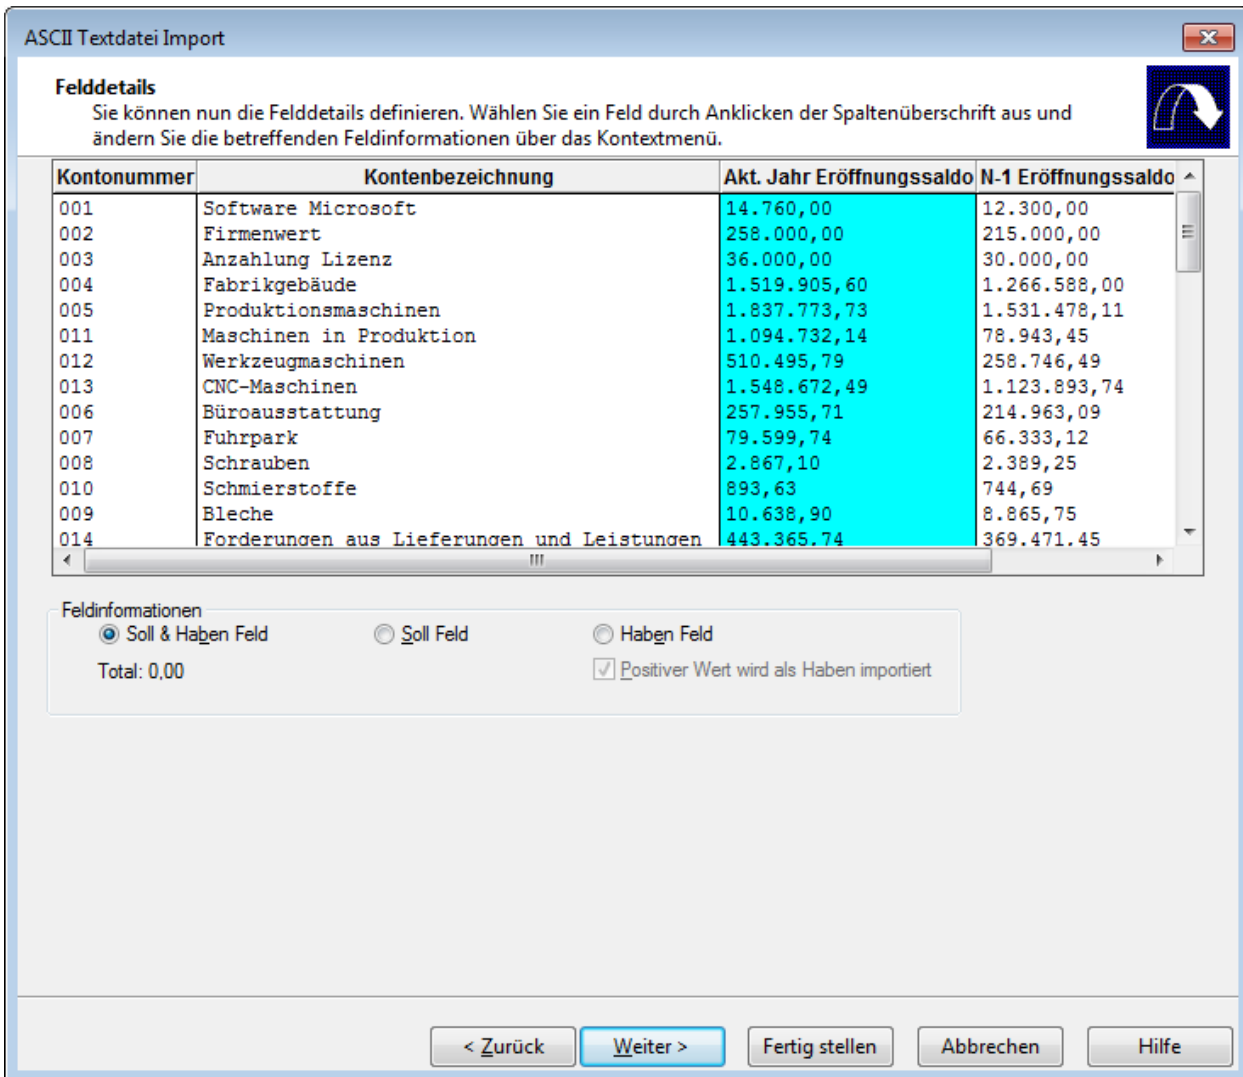 ASCII Textdatei Import
Felddetails
Sie können nun die Felddetails definieren. Wählen Sie ein Feld durch Anklicken der Spaltenüberschrift aus und
ändern Sie die betreffenden Feldinformationen über das Kontextmenü.
Kontonummer Kontenbezeichnung Akt. Jahr Eröffnungssaldo N-1 Eröffnungssaldo
001 Software Microsoft 14.760,00 12.300,00
002 Firmenwert 258.000,00 215.000,00
003 Anzahlung Lizenz 36.000,00 30.000,00
004 Fabrikgebäude 1.519.905,60 1.266.588,00
005 Produktionsmaschinen 1.837.773,73 1.531.478,11
011 Maschinen in Produktion 1.094.732,14 78.943,45
012 Werkzeugmaschinen 510.495,79 258.746,49
013 CNC-Maschinen 1.548.672,49 1.123.893,74
006 Büroausstattung 257.955,71 214.963,09
007 Fuhrpark 79.599,74 66.333,12
008 Schrauben 2.867,10 2.389,25
010 Schmierstoffe 893,63 744,69
009 Bleche 10.638,90 8.865,75
014 Forderungen aus Lieferungen und Leistungen 443.365,74 369.471,45
Feldinformationen
Soll & Haben Feld Soll Feld Haben Feld
Total: 0,00 Positiver Wert wird als Haben importiert
< Zurück Weiter > Fertig stellen Abbrechen Hilfe